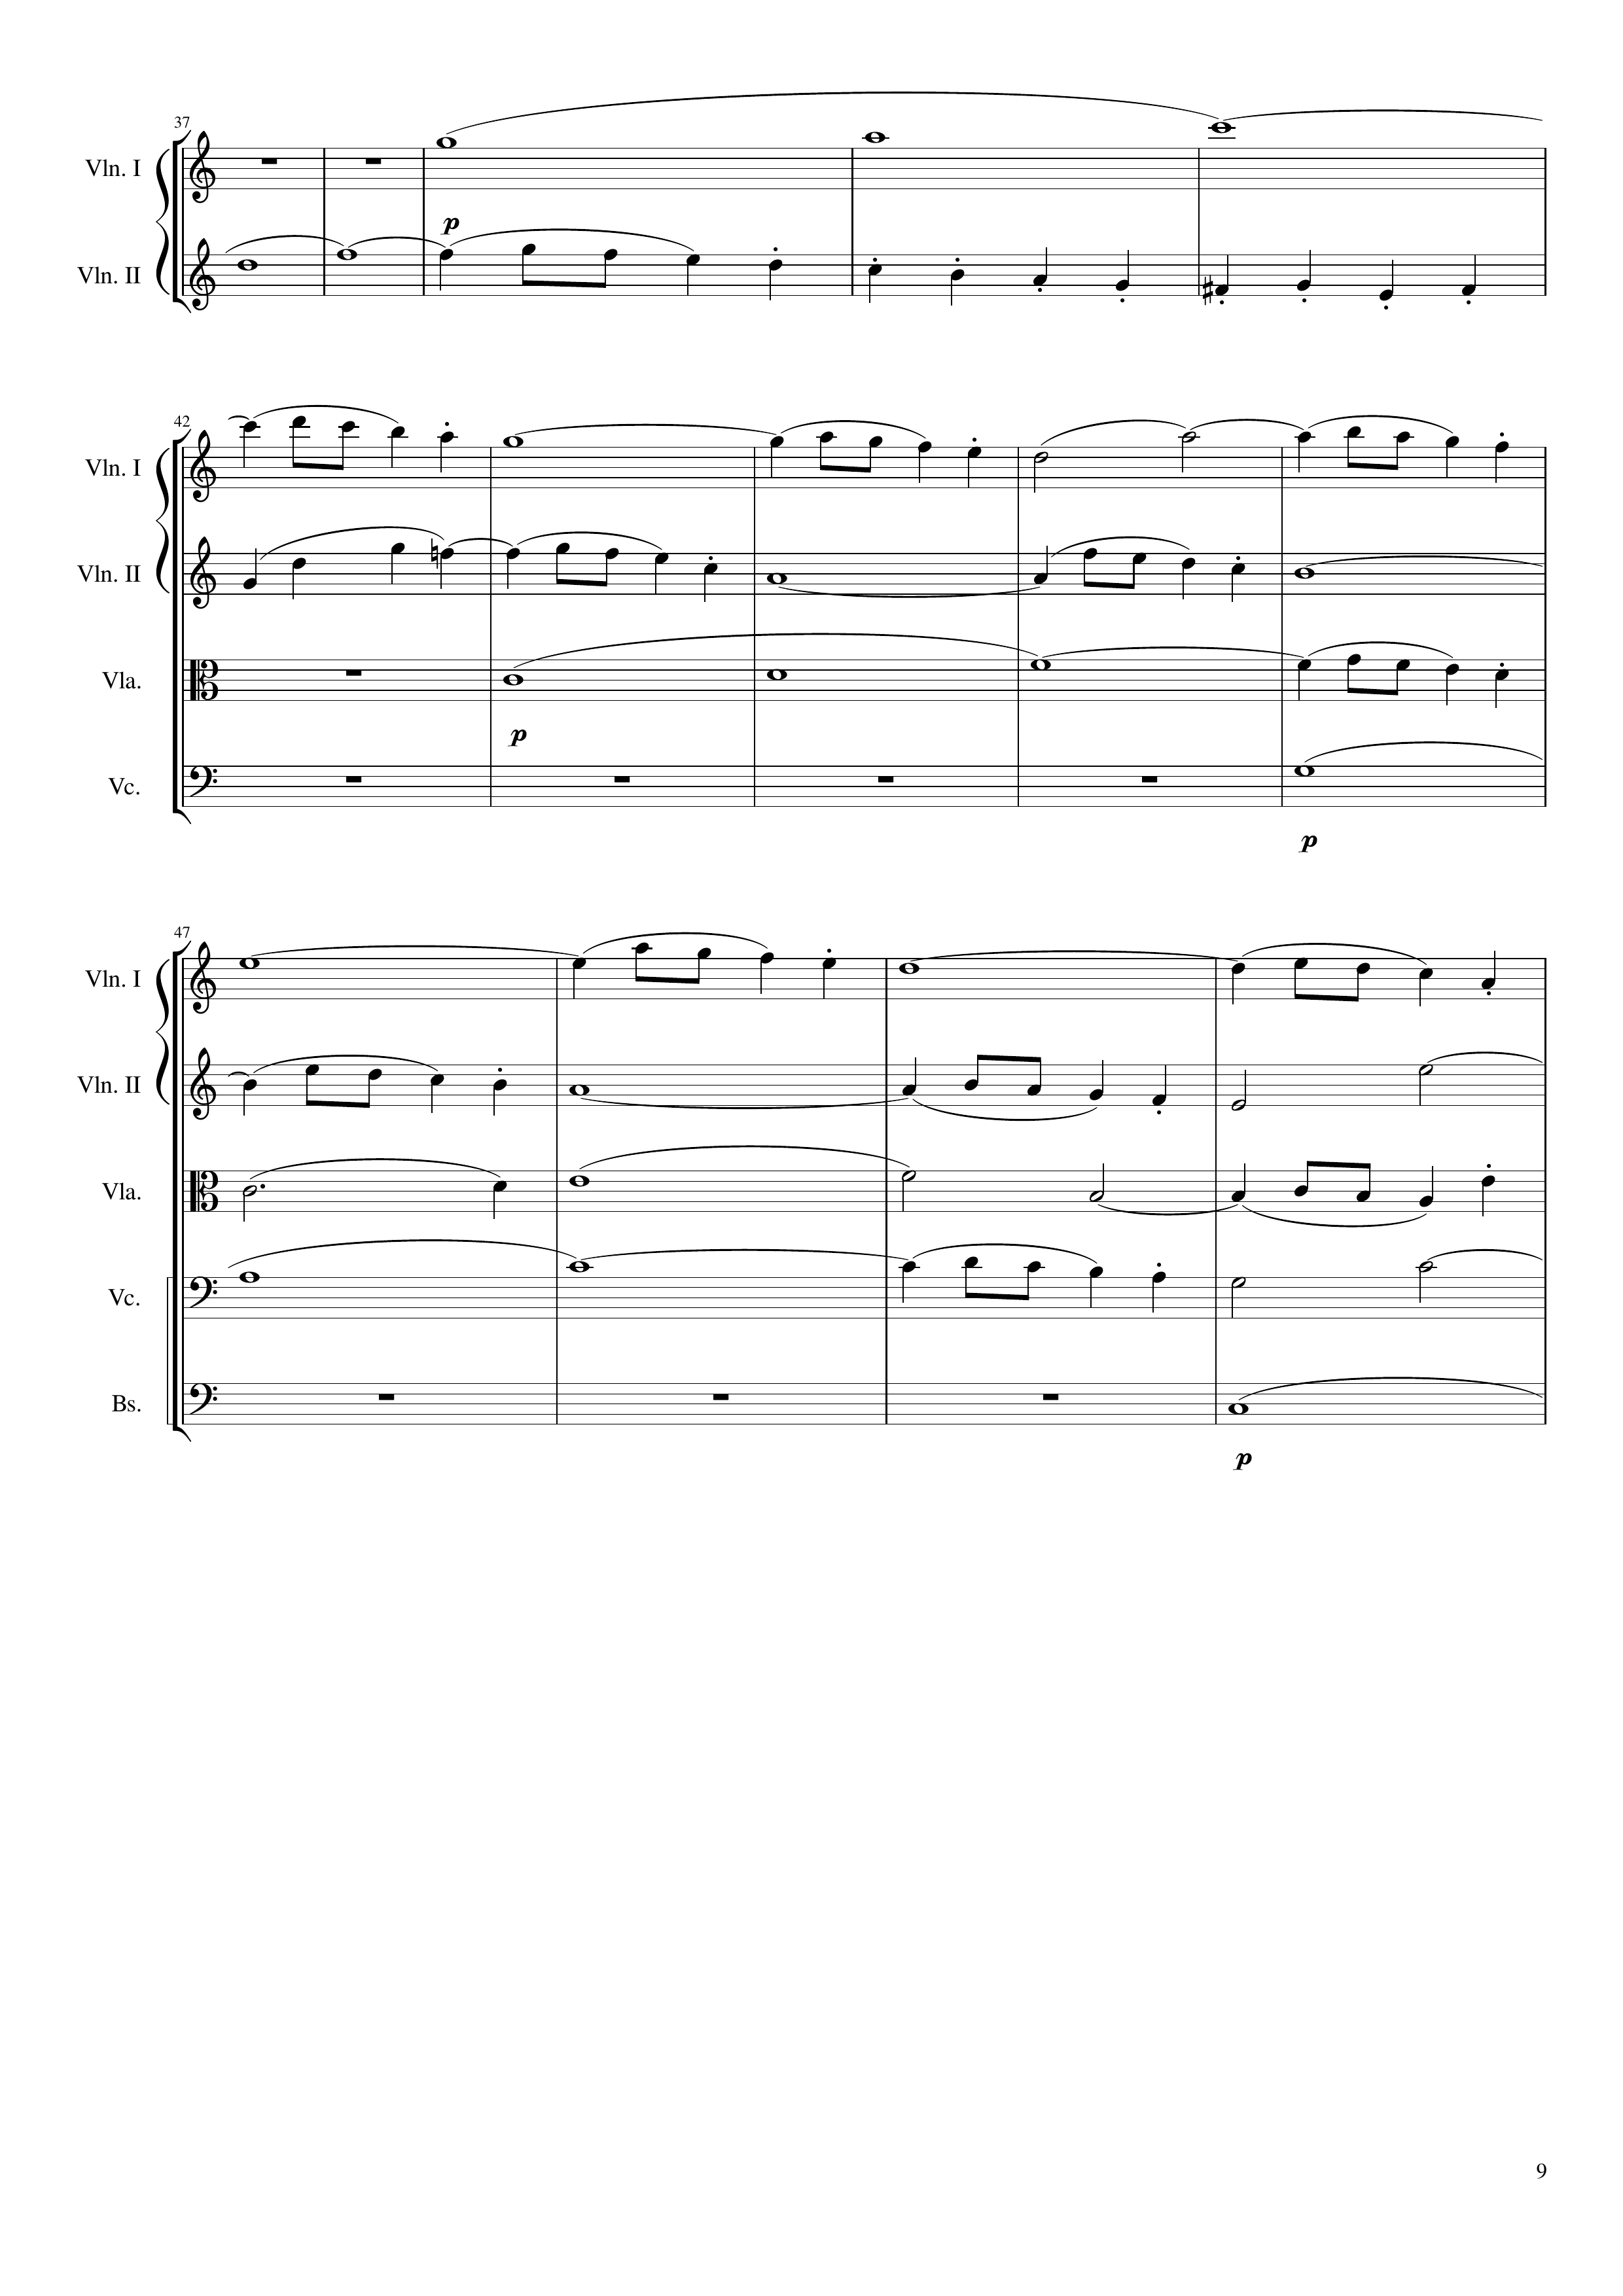 37
Vln. I
p
Vln. II
42
Vln. I
Vln. II
Vla.
p
Vc.
p
47
Vln. I
Vln. II
Vla.
Vc.
Bs.
p
9